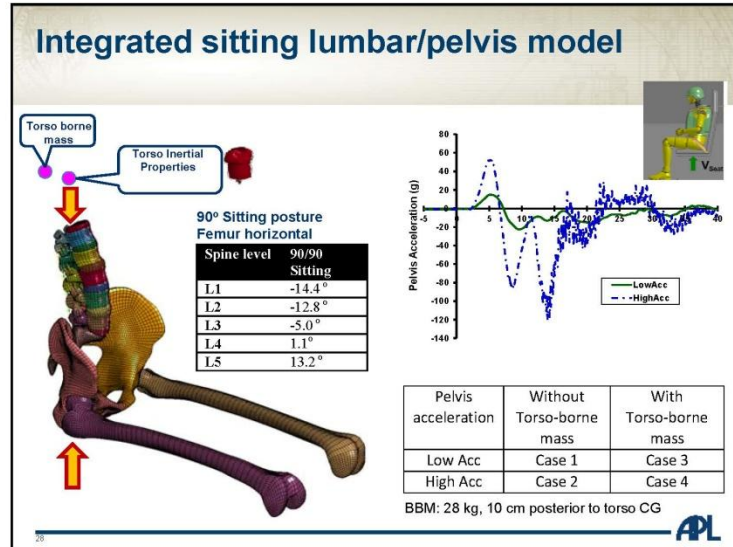 Integrated sitting lumbar/pelvis model
Torso borne
mass
Torso Inertial
Properties
90º Sitting posture
Femur horizontal
Spine level 90/90
Sitting
L1 -14.4°
L2 -12.8°
L3 -5.0°
L4 1.1°
L5 13.2°
80
60
40
20
0
-20
-40
-60
-80
-100
-120
-140
-5 0 5 10 15 20 25 30 35 40
Pelvis Acceleration (g)
LowAcc
HighAcc
V Seat
Pelvis Without With
acceleration Torso-borne Torso-borne
mass mass
Low Acc Case 1 Case 3
High Acc Case 2 Case 4
BBM: 28 kg, 10 cm posterior to torso CG
28
APL